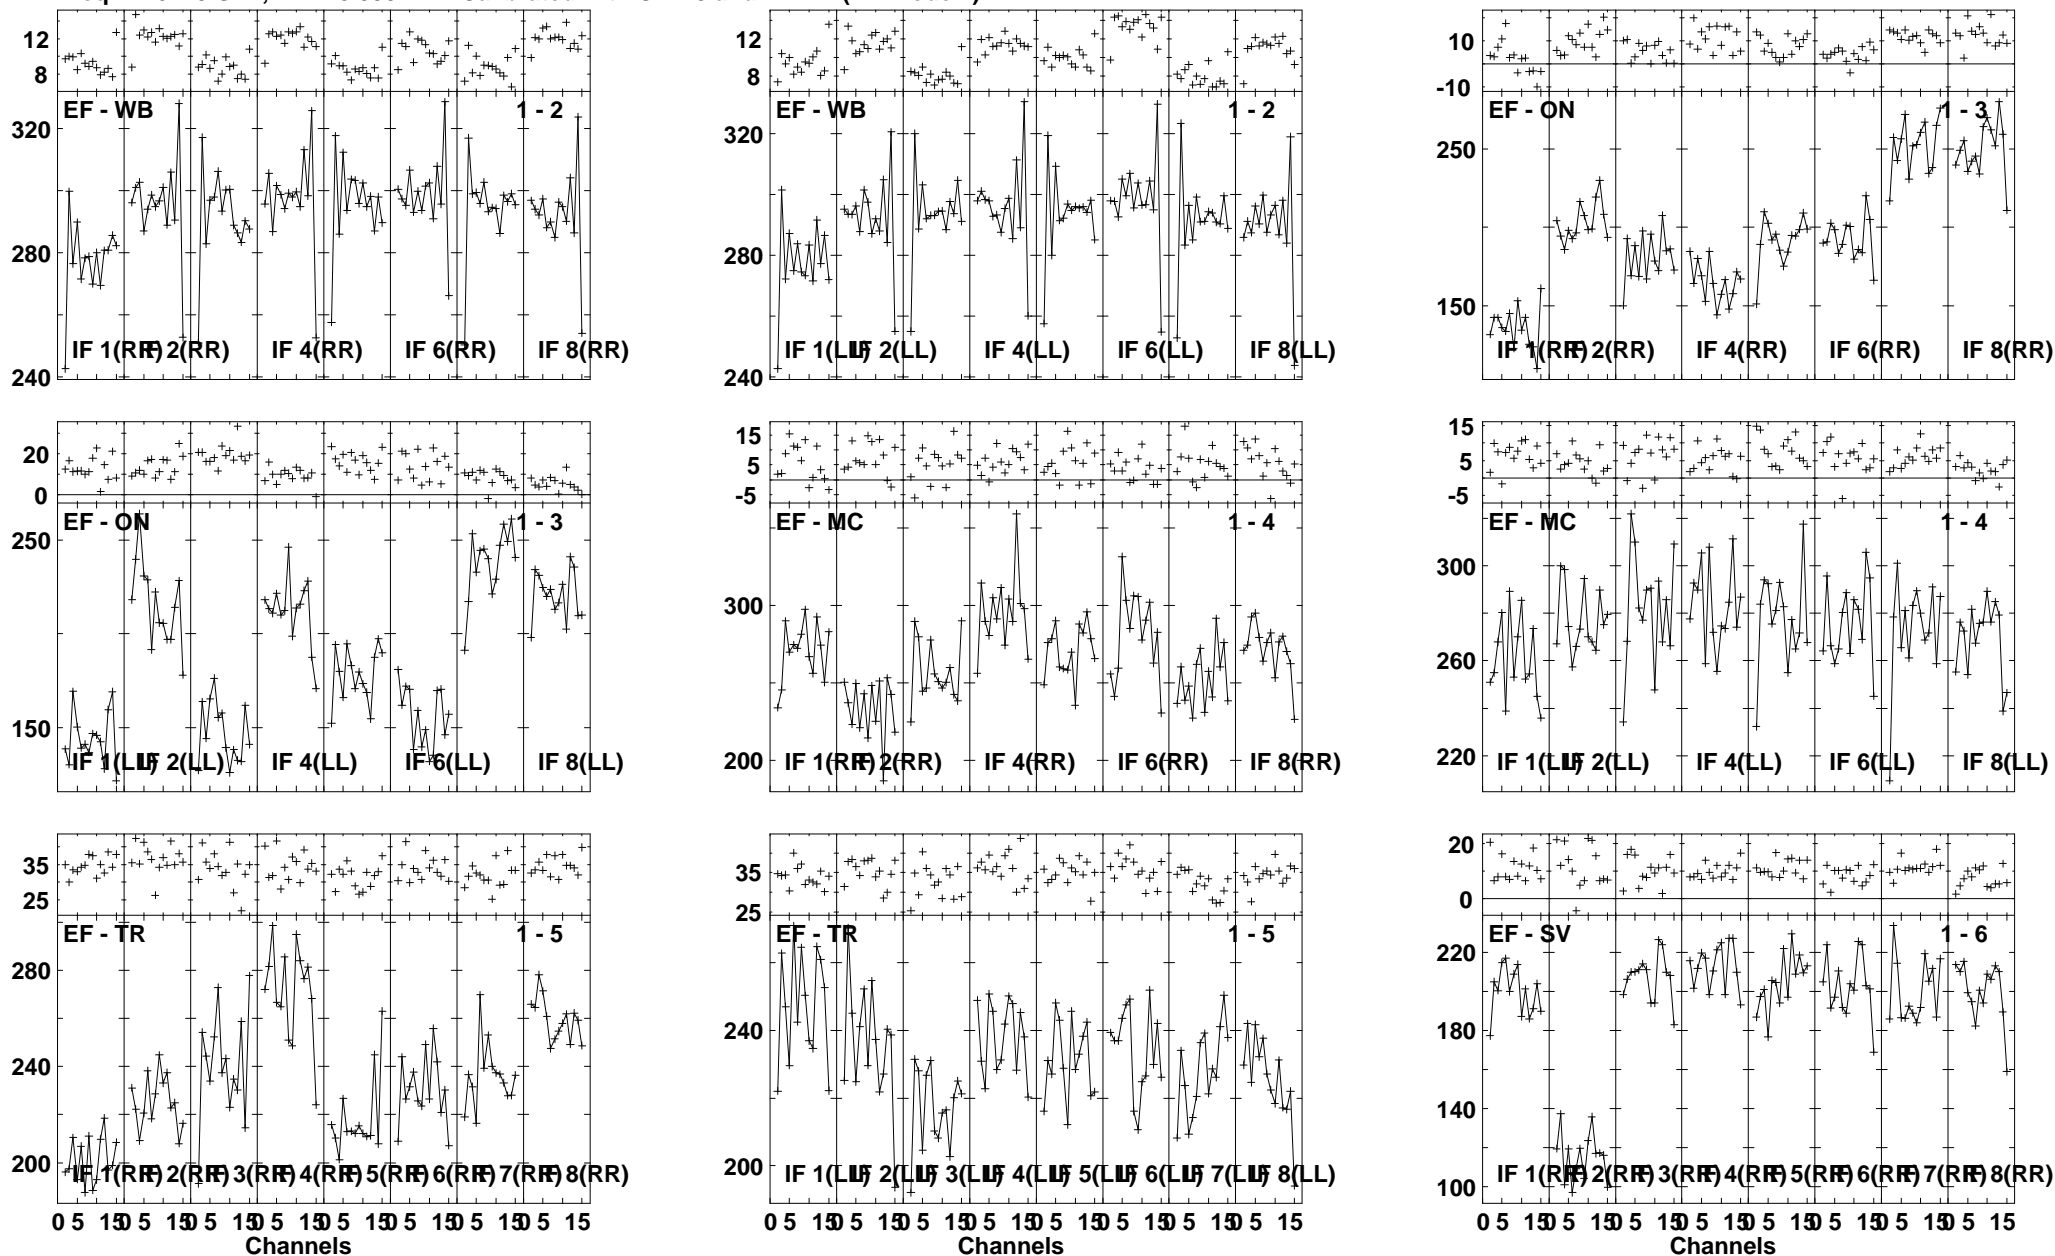 12
8
EF - WB 1 - 2
320
280
240
IF 1(RR) IF 2(RR) IF 4(RR) IF 6(RR) IF 8(RR)
12
8
EF - WB 1 - 2
320
280
240
IF 1(LL) IF 2(LL) IF 4(LL) IF 6(LL) IF 8(LL)
10
-10
EF - ON 1 - 3
250
150
IF 1(RR) IF 2(RR) IF 4(RR) IF 6(RR) IF 8(RR)
20
0
EF - ON 1 - 3
250
150
IF 1(LL) IF 2(LL) IF 4(LL) IF 6(LL) IF 8(LL)
15
5
-5
EF - MC 1 - 4
300
200
IF 1(RR) IF 2(RR) IF 4(RR) IF 6(RR) IF 8(RR)
15
5
-5
EF - MC 1 - 4
300
260
220
IF 1(LL) IF 2(LL) IF 4(LL) IF 6(LL) IF 8(LL)
35
25
EF - TR 1 - 5
280
240
200
IF 1(RR) IF 2(RR) IF 3(RR) IF 4(RR) IF 5(RR) IF 6(RR) IF 7(RR) IF 8(RR)
0 5 15 0 5 15 0 5 15 0 5 15 0 5 15 0 5 15 0 5 15 0 5 15
Channels
35
25
EF - TR 1 - 5
240
200
IF 1(LL) IF 2(LL) IF 3(LL) IF 4(LL) IF 5(LL) IF 6(LL) IF 7(LL) IF 8(LL)
0 5 15 0 5 15 0 5 15 0 5 15 0 5 15 0 5 15 0 5 15 0 5 15
Channels
20
0
EF - SV 1 - 6
220
180
140
100
IF 1(RR) IF 2(RR) IF 3(RR) IF 4(RR) IF 5(RR) IF 6(RR) IF 7(RR) IF 8(RR)
0 5 15 0 5 15 0 5 15 0 5 15 0 5 15 0 5 15 0 5 15 0 5 15
Channels